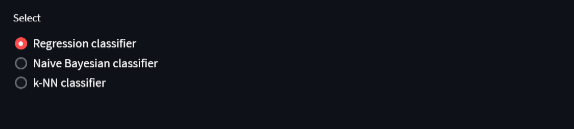 Select
Regression classifier
Naive Bayesian classifier
k-NN classifier